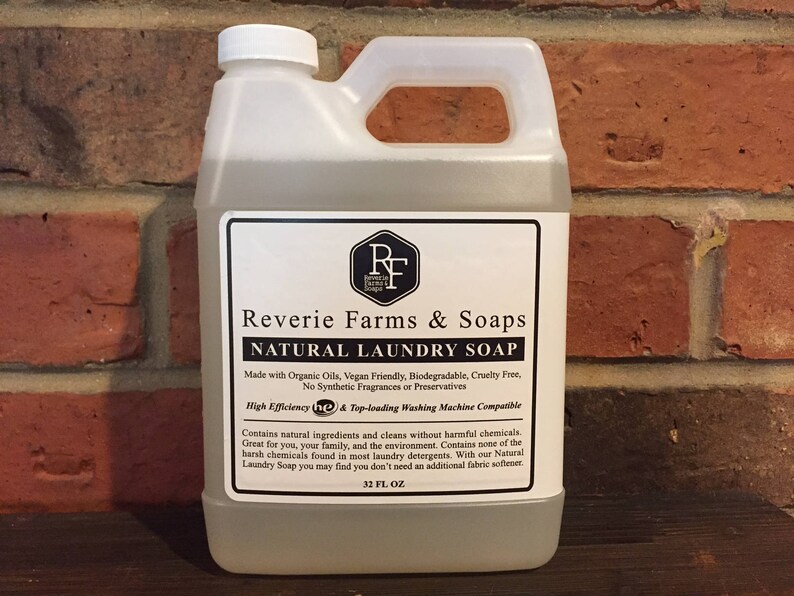 RF
Reverie
Farms &
Soaps
Reverie Farms & Soaps
NATURAL LAUNDRY SOAP
Made with Organic Oils, Vegan Friendly, Biodegradable, Cruelty Free,
No Synthetic Fragrances or Preservatives
High Efficiency he & Top-loading Washing Machine Compatible
Contains natural ingredients and cleans without harmful chemicals.
Great for you, your family, and the environment. Contains none of the
harsh chemicals found in most laundry detergents. With our Natural
Laundry Soap you may find you don't need an additional fabric softener.
32 FL OZ